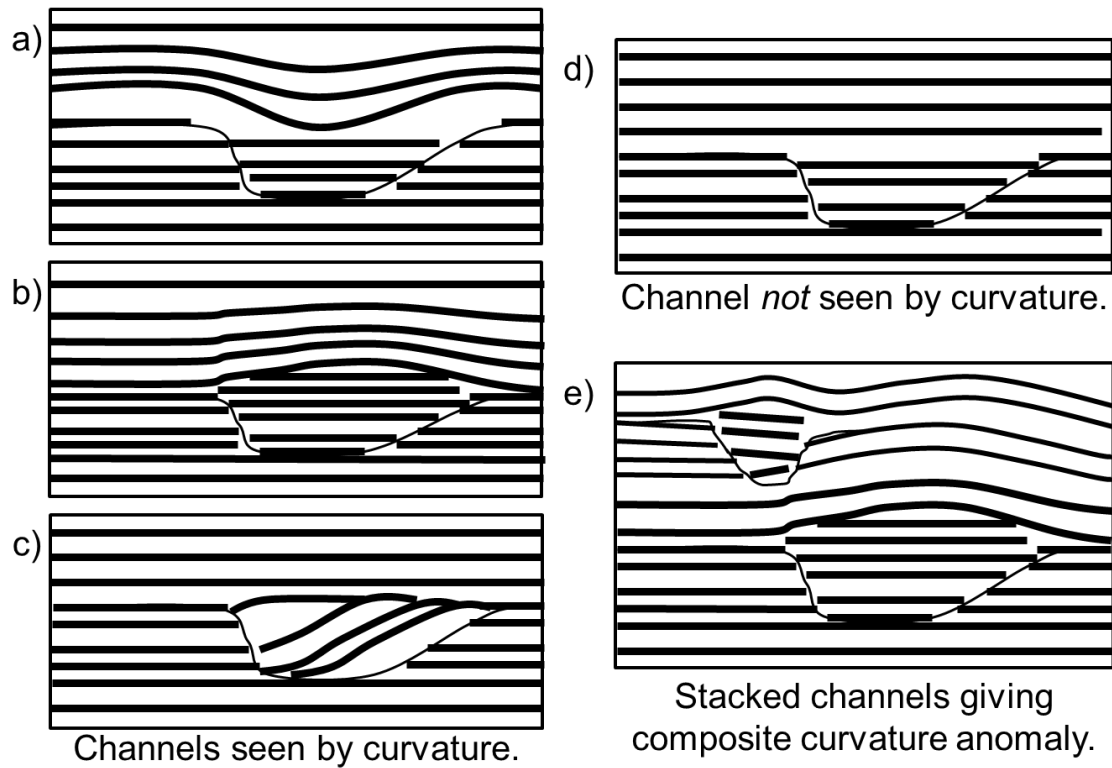 a)
b)
c)
Channels seen by curvature.
d)
Channel not seen by curvature.
e)
Stacked channels giving
composite curvature anomaly.